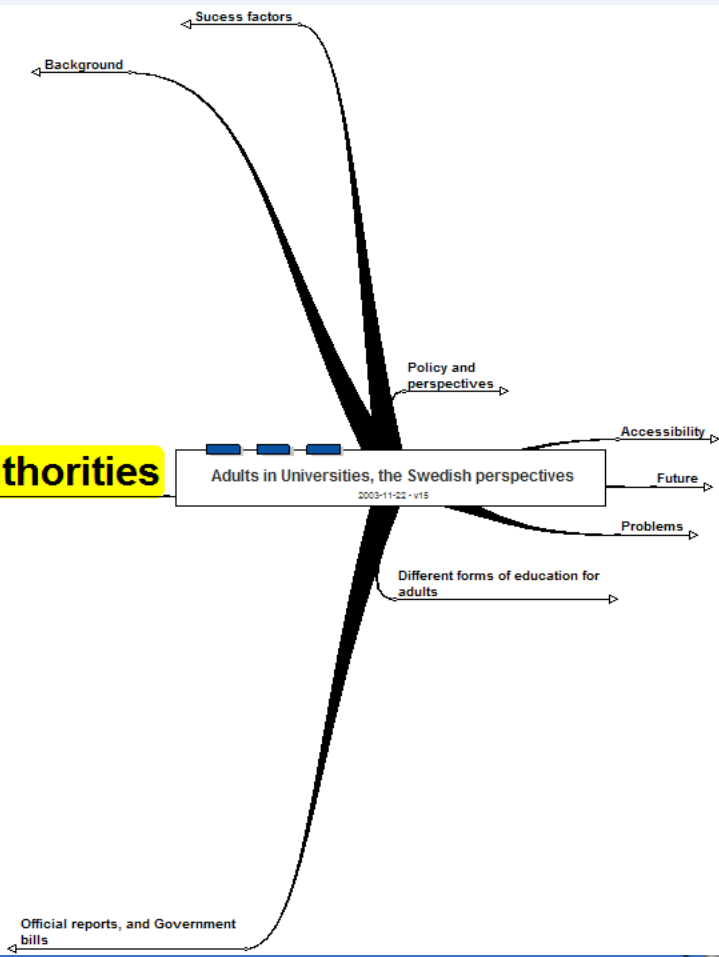 Sucess factors
Background
Policy and
perspectives
Accessibility
thorities
Adults in Universities, the Swedish perspectives
2003-11-22 - v15
Future
Problems
Different forms of education for
adults
Official reports, and Government
bills